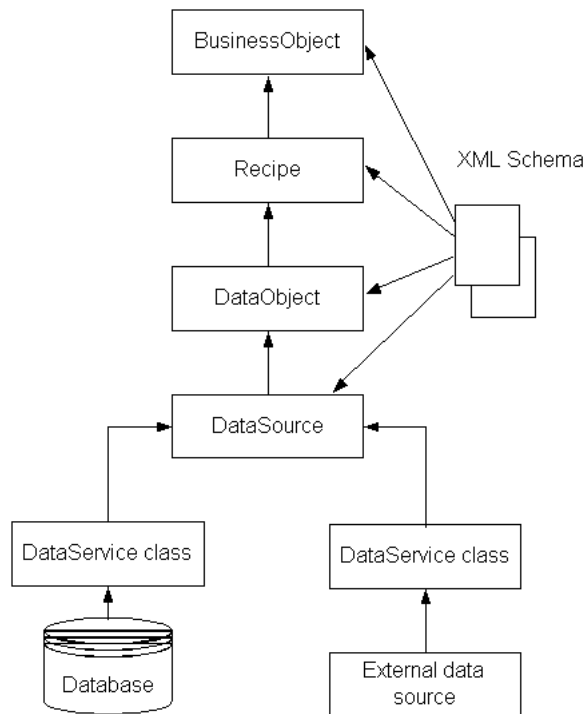 BusinessObject
Recipe
XML Schema
DataObject
DataSource
DataService class
DataService class
Database
External data
source